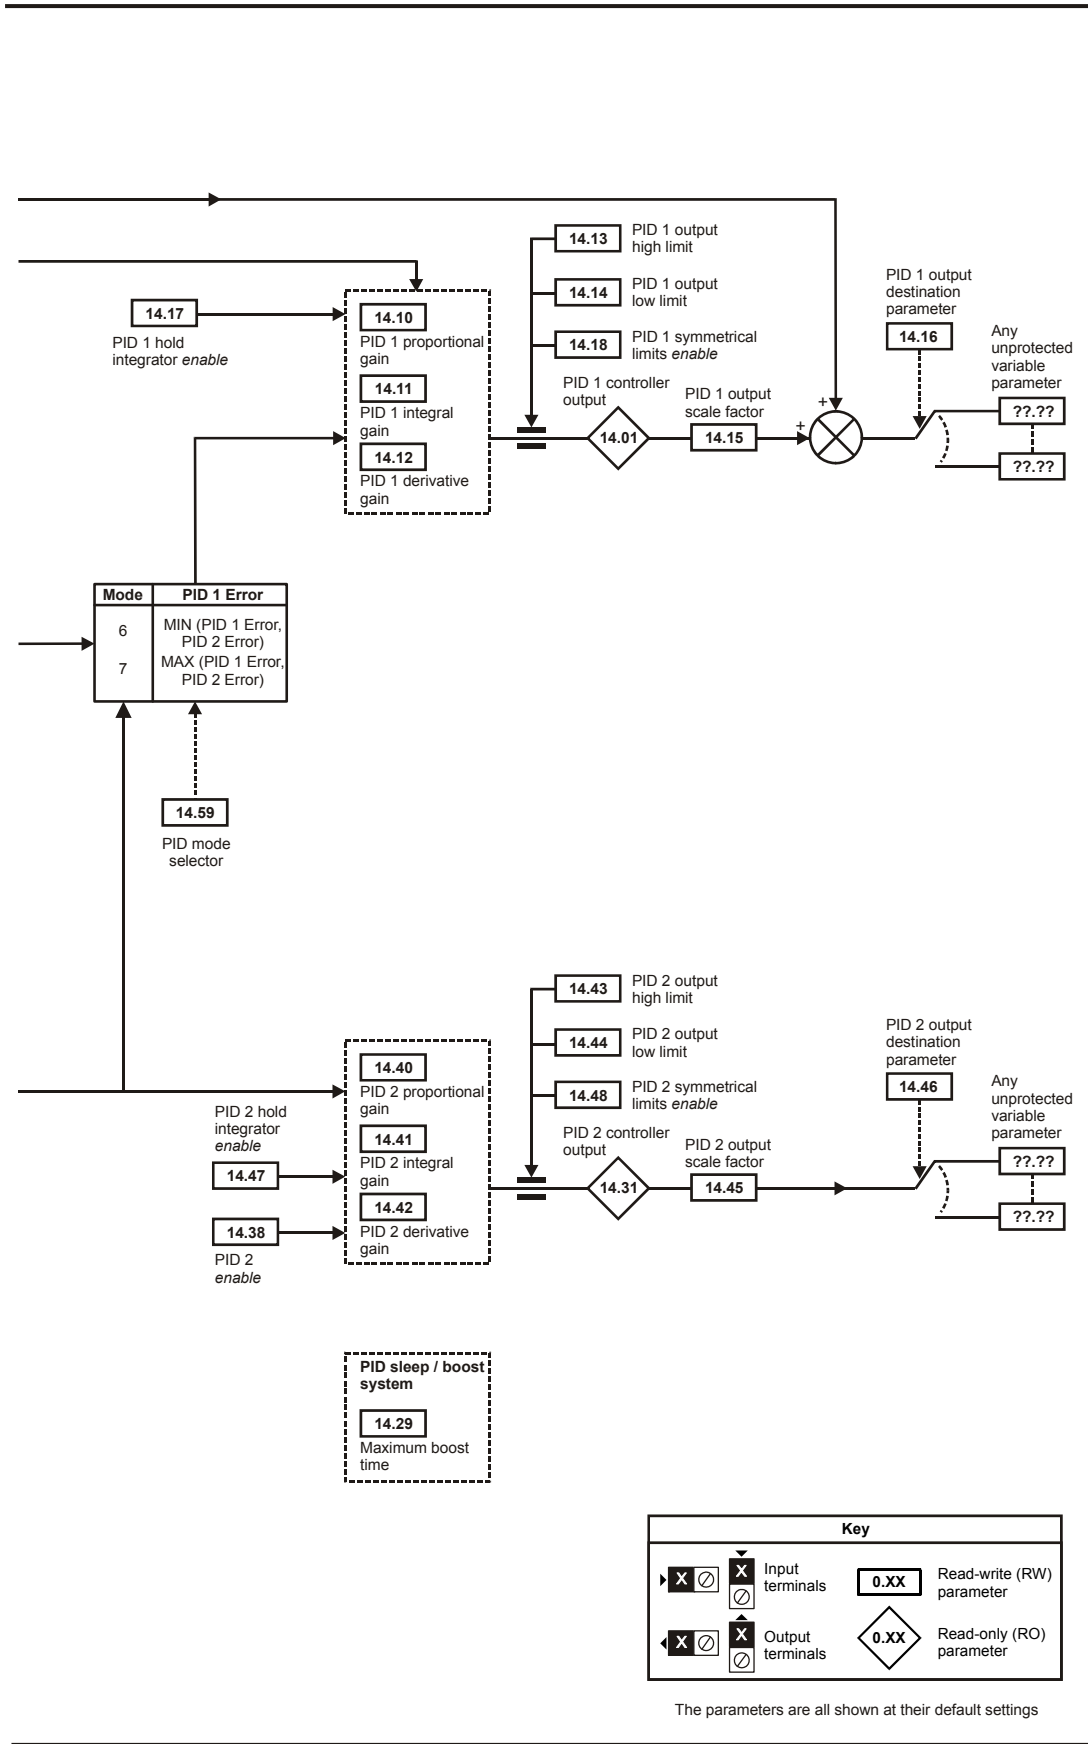 14.13
PID 1 output
high limit
14.14
PID 1 output
low limit
14.18
PID 1 symmetrical
limits enable
14.17
PID 1 hold
integrator enable
14.10
PID 1 proportional
gain
14.11
PID 1 integral
gain
14.12
PID 1 derivative
gain
PID 1 controller
output
14.01
PID 1 output
scale factor
14.15
+
+
PID 1 output
destination
parameter
14.16
Any
unprotected
variable
parameter
??.??
??.??
Mode PID 1 Error
6 MIN (PID 1 Error,
PID 2 Error)
7 MAX (PID 1 Error,
PID 2 Error)
14.59
PID mode
selector
14.43
PID 2 output
high limit
14.44
PID 2 output
low limit
14.48
PID 2 symmetrical
limits enable
14.40
PID 2 proportional
gain
14.41
PID 2 integral
gain
14.42
PID 2 derivative
gain
PID 2 hold
integrator
enable
14.47
14.38
PID 2
enable
PID 2 controller
output
14.31
PID 2 output
scale factor
14.45
PID 2 output
destination
parameter
14.46
Any
unprotected
variable
parameter
??.??
??.??
PID sleep / boost
system
14.29
Maximum boost
time
Key
X X Input
terminals
0.XX Read-write (RW)
parameter
X X Output
terminals
0.XX Read-only (RO)
parameter
The parameters are all shown at their default settings